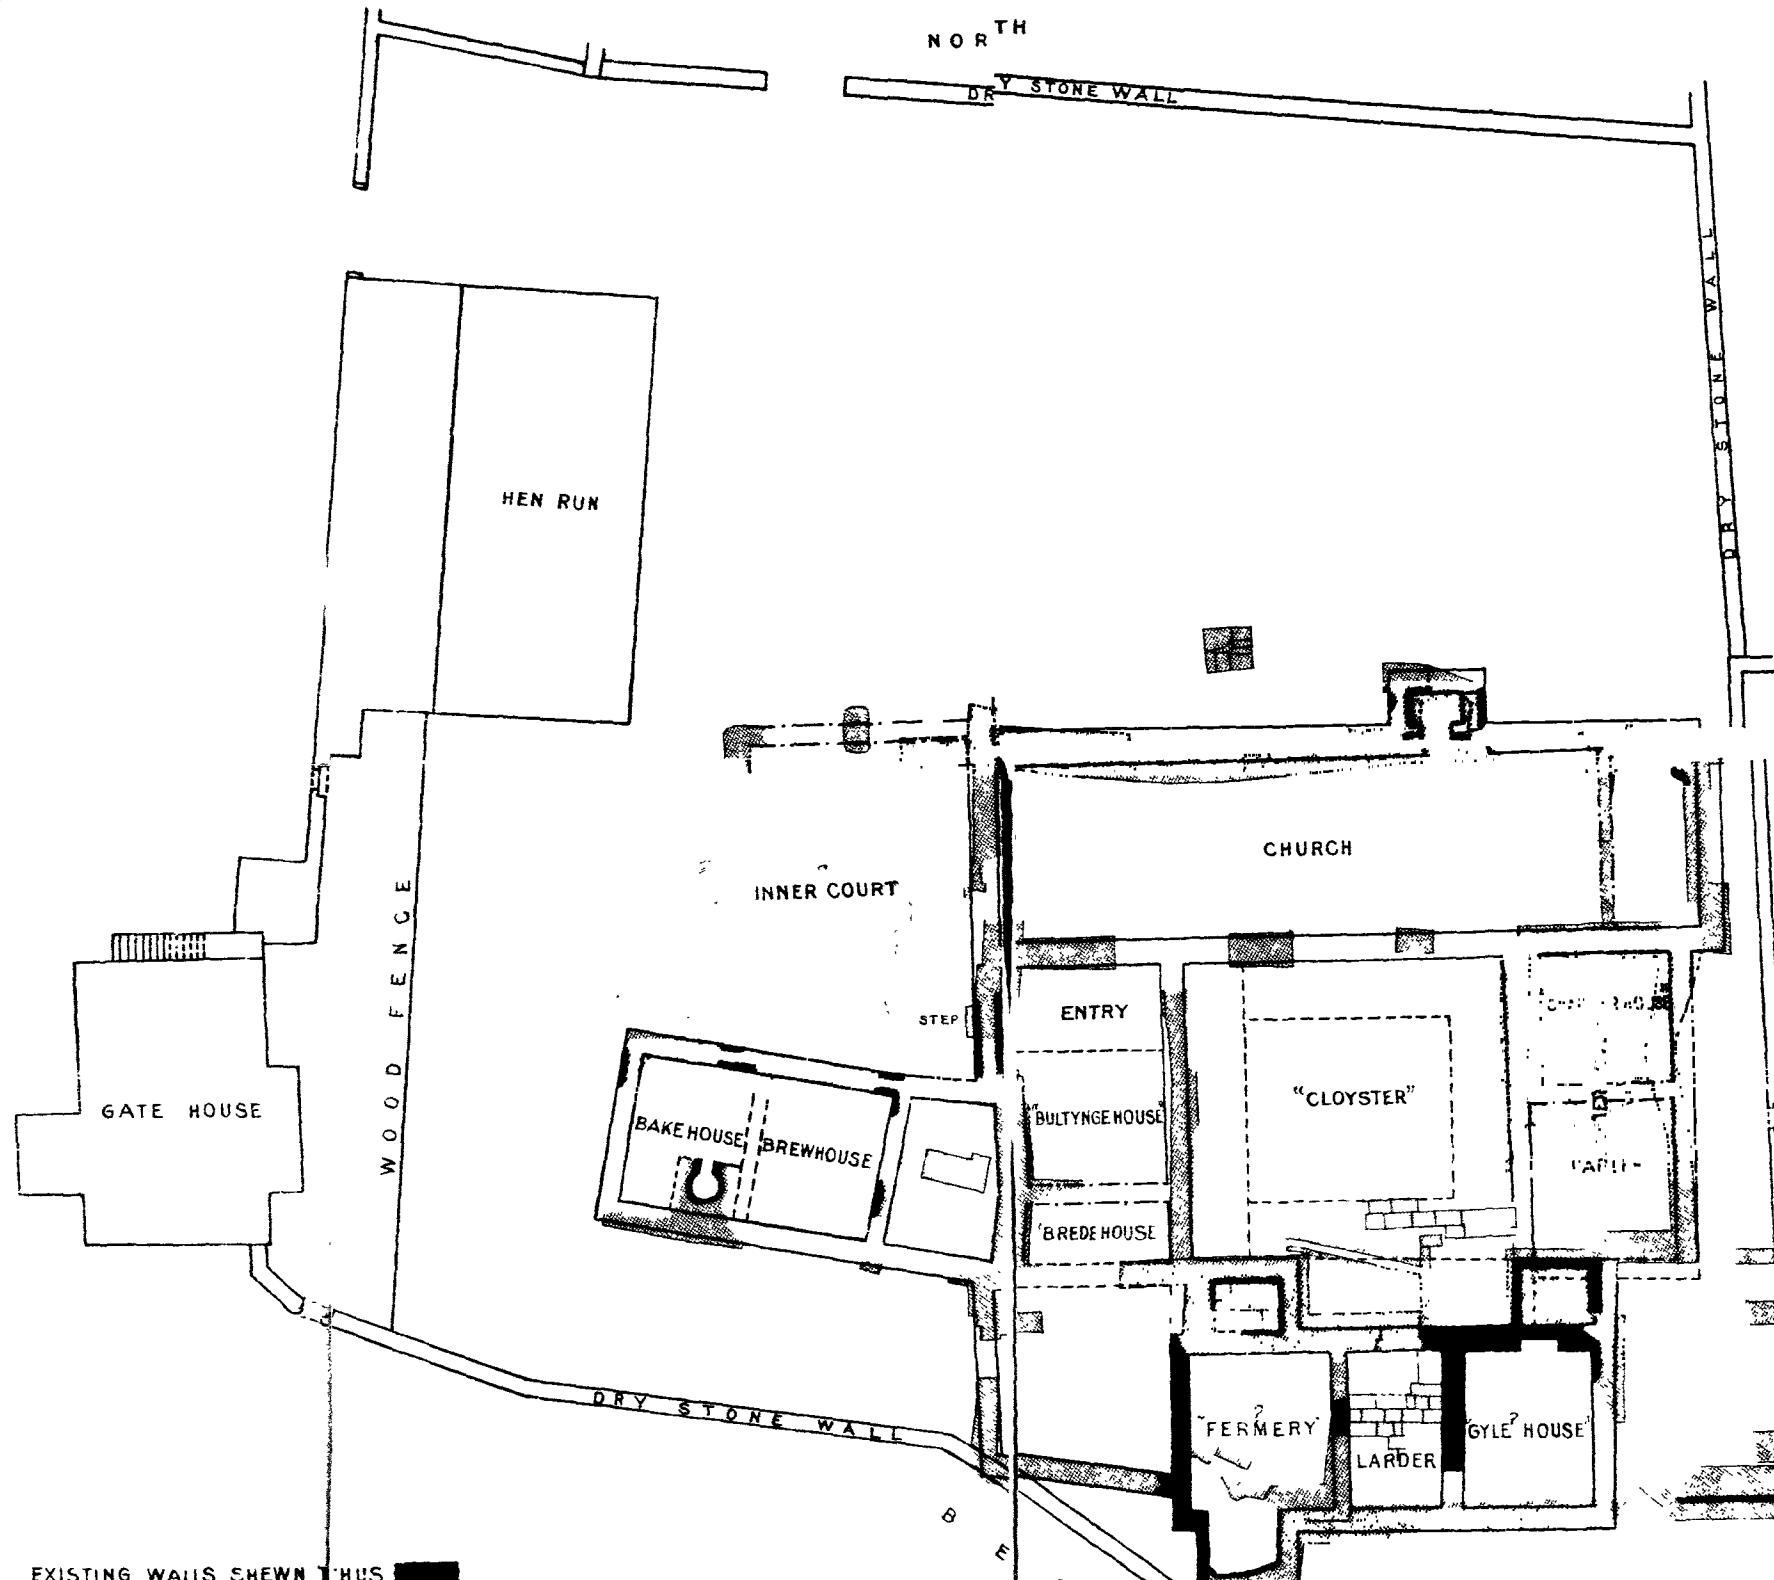 NORTH
DRY STONE WALL
DRY STONE WALL
HEN RUN
CHURCH
INNER COURT
WOOD FENCE
ENTRY
STEP
"CLOYSTER"
GATE HOUSE
"BULTYNGE HOUSE"
BAKE HOUSE
BREWHOUSE
"BREDE HOUSE
DRY STONE WALL
?
"FERMERY"
"GYLE? HOUSE"
LARDER
B E
EXISTING WALLS SHEWN THUS